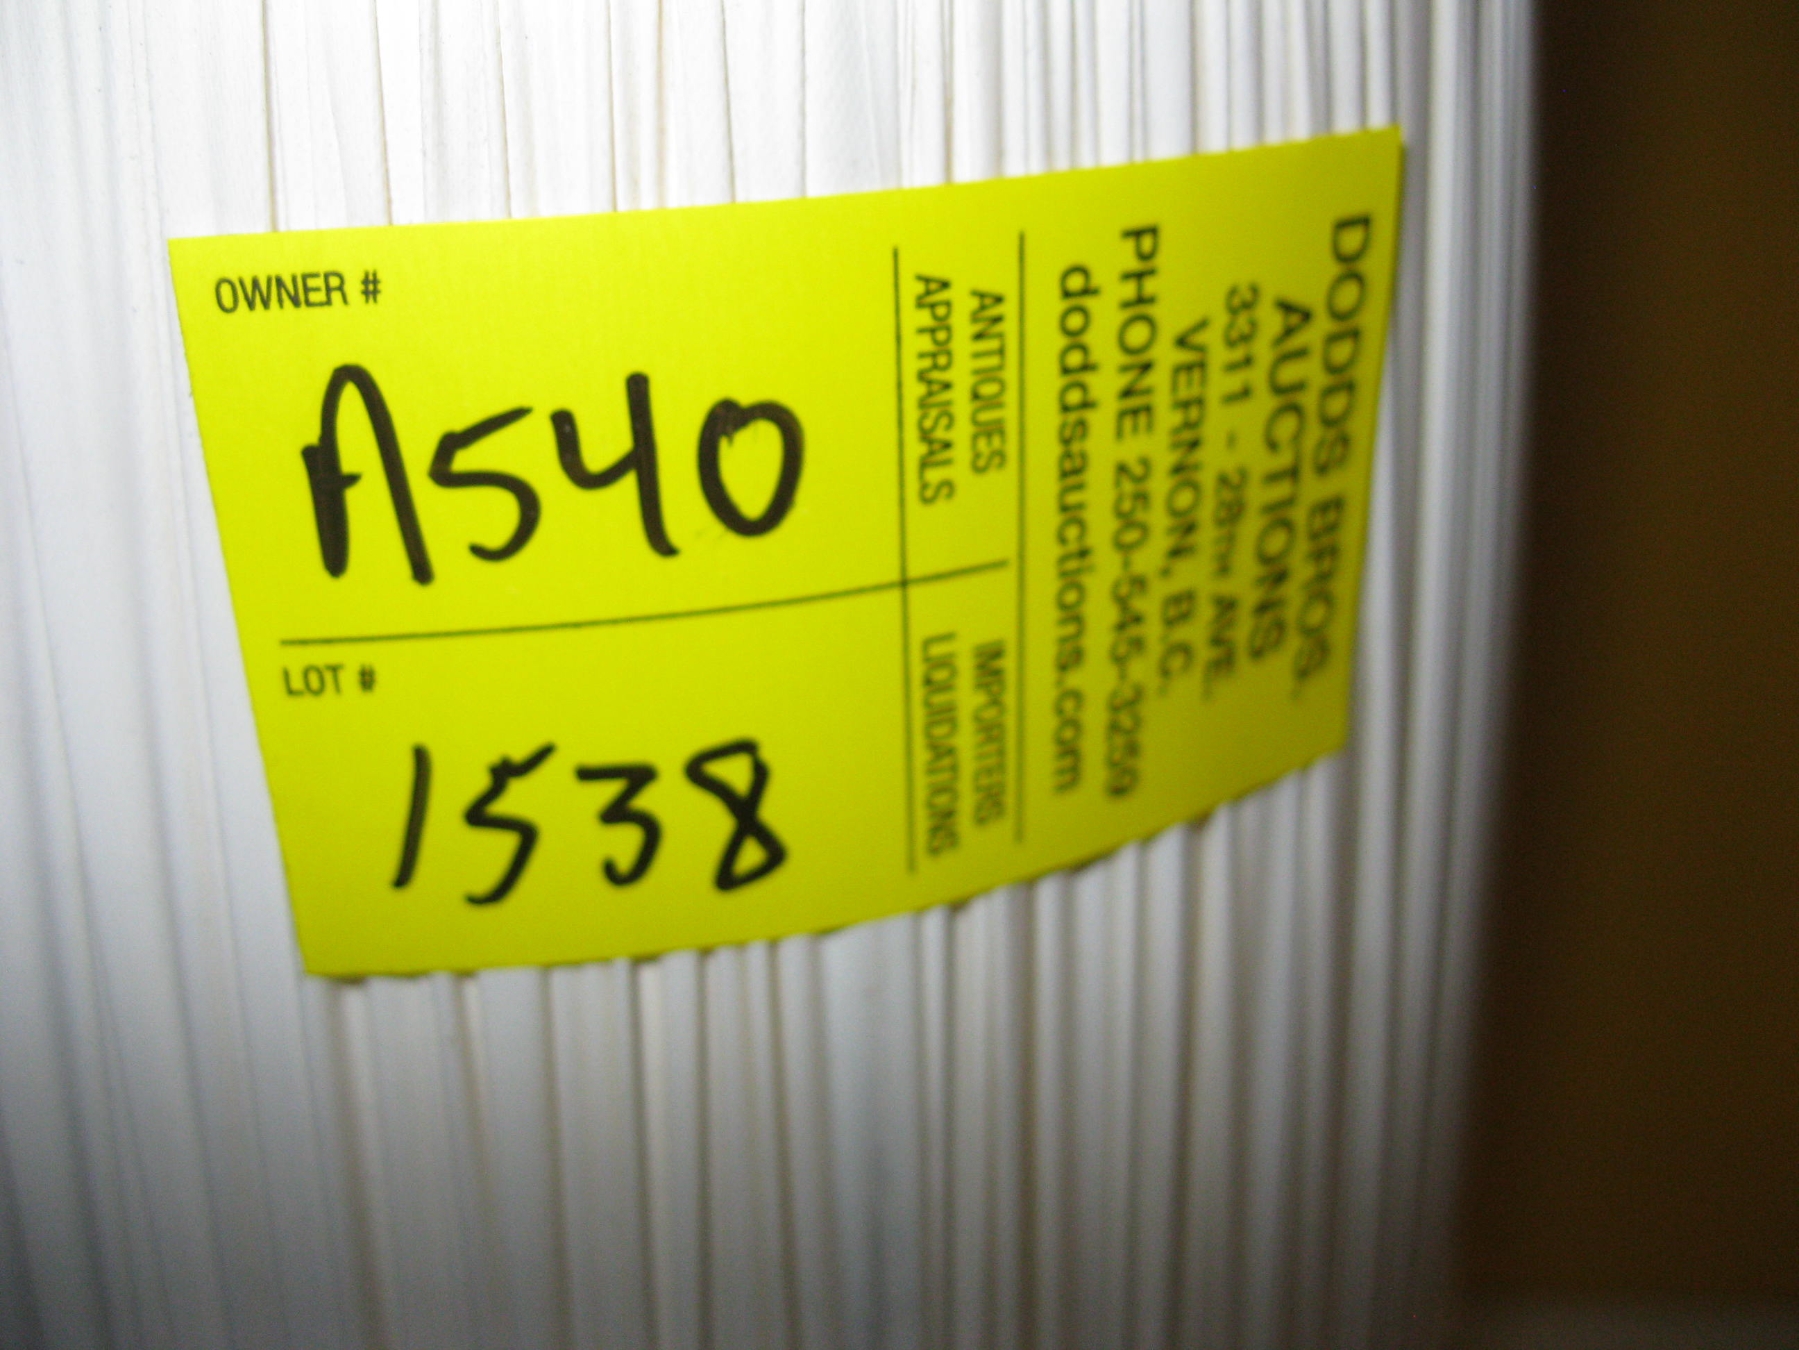 OWNER #
A540
LOT #
1538
DODDS BROS.
AUCTIONS
3311 - 28TH AVE.
VERNON, B.C.
PHONE 250-545-3259
doddsauctions.com
ANTIQUES
APPRAISALS
IMPORTERS
LIQUIDATIONS